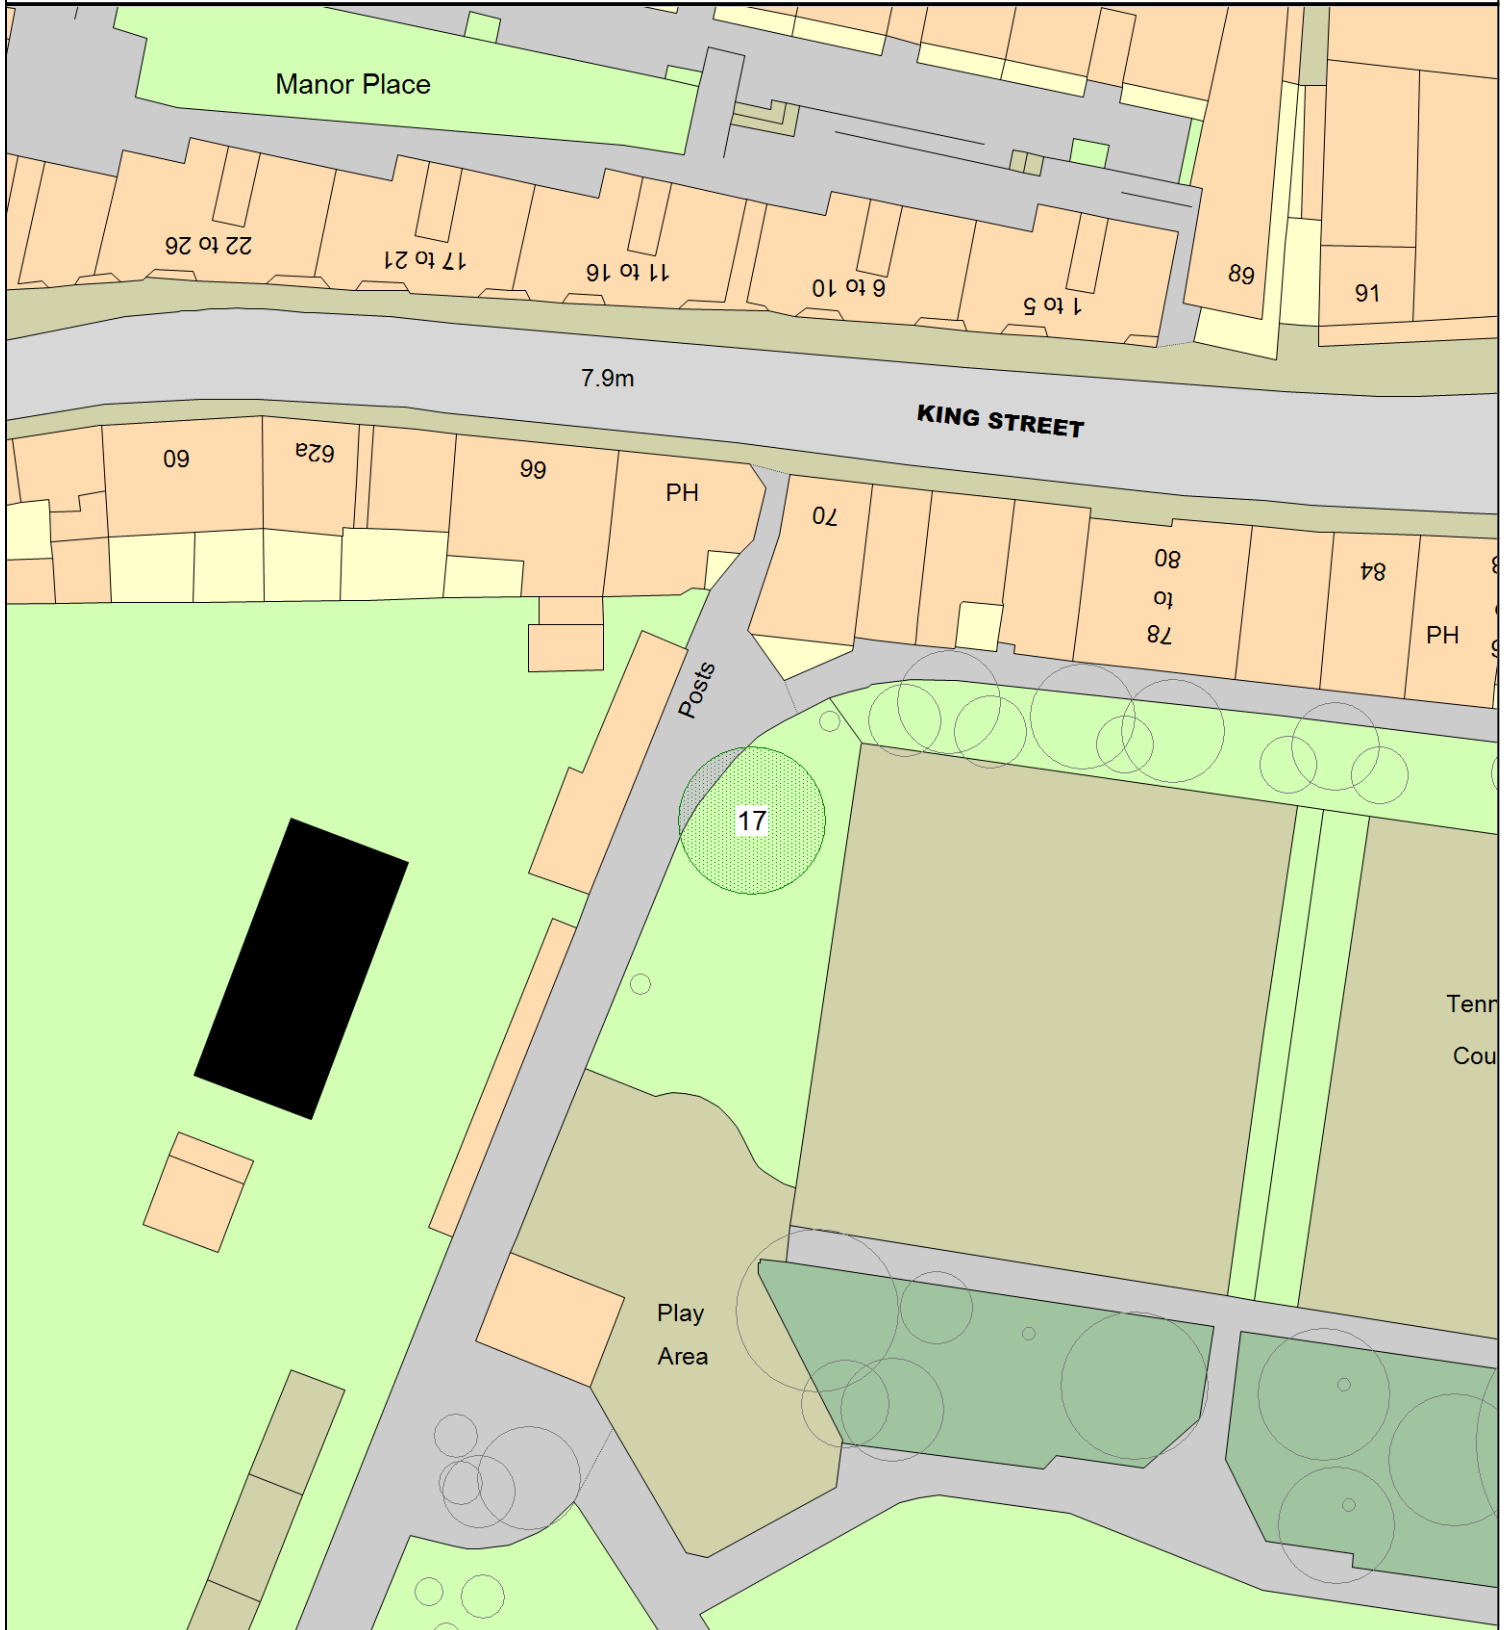 Manor Place
22 to 26
17 to 21
11 to 16
6 to 10
1 to 5
89
91
7.9m
KING STREET
60
62a
66
PH
70
78
to
80
84
PH
Posts
17
Tenn
Cou
Play
Area